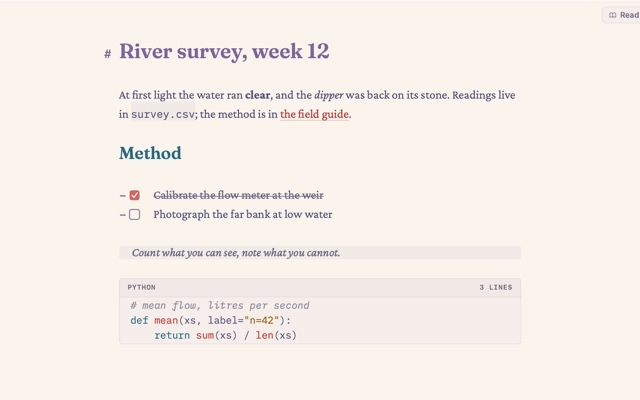 Read
# River survey, week 12
At first light the water ran clear, and the dipper was back on its stone. Readings live
in survey.csv; the method is in the field guide.
Method
– Calibrate the flow meter at the weir
– Photograph the far bank at low water
Count what you can see, note what you cannot.
PYTHON 3 LINES
# mean flow, litres per second
def mean(xs, label="n=42"):
    return sum(xs) / len(xs)